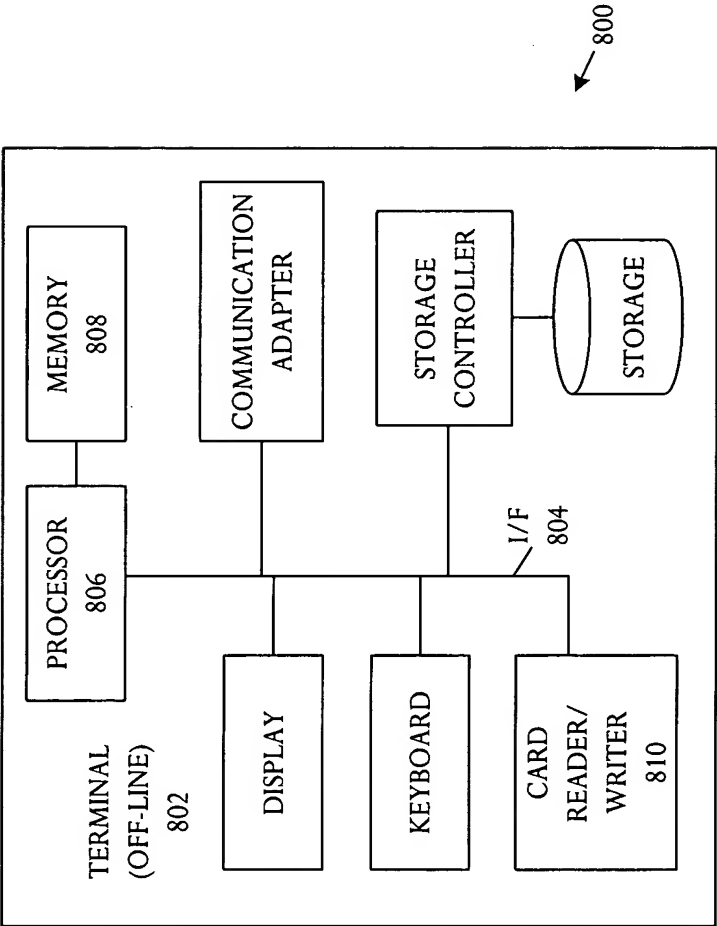 TERMINAL
(OFF-LINE)
802
PROCESSOR
806
MEMORY
808
DISPLAY
COMMUNICATION
ADAPTER
KEYBOARD
STORAGE
CONTROLLER
I/F
804
CARD
READER/
WRITER
810
STORAGE
800